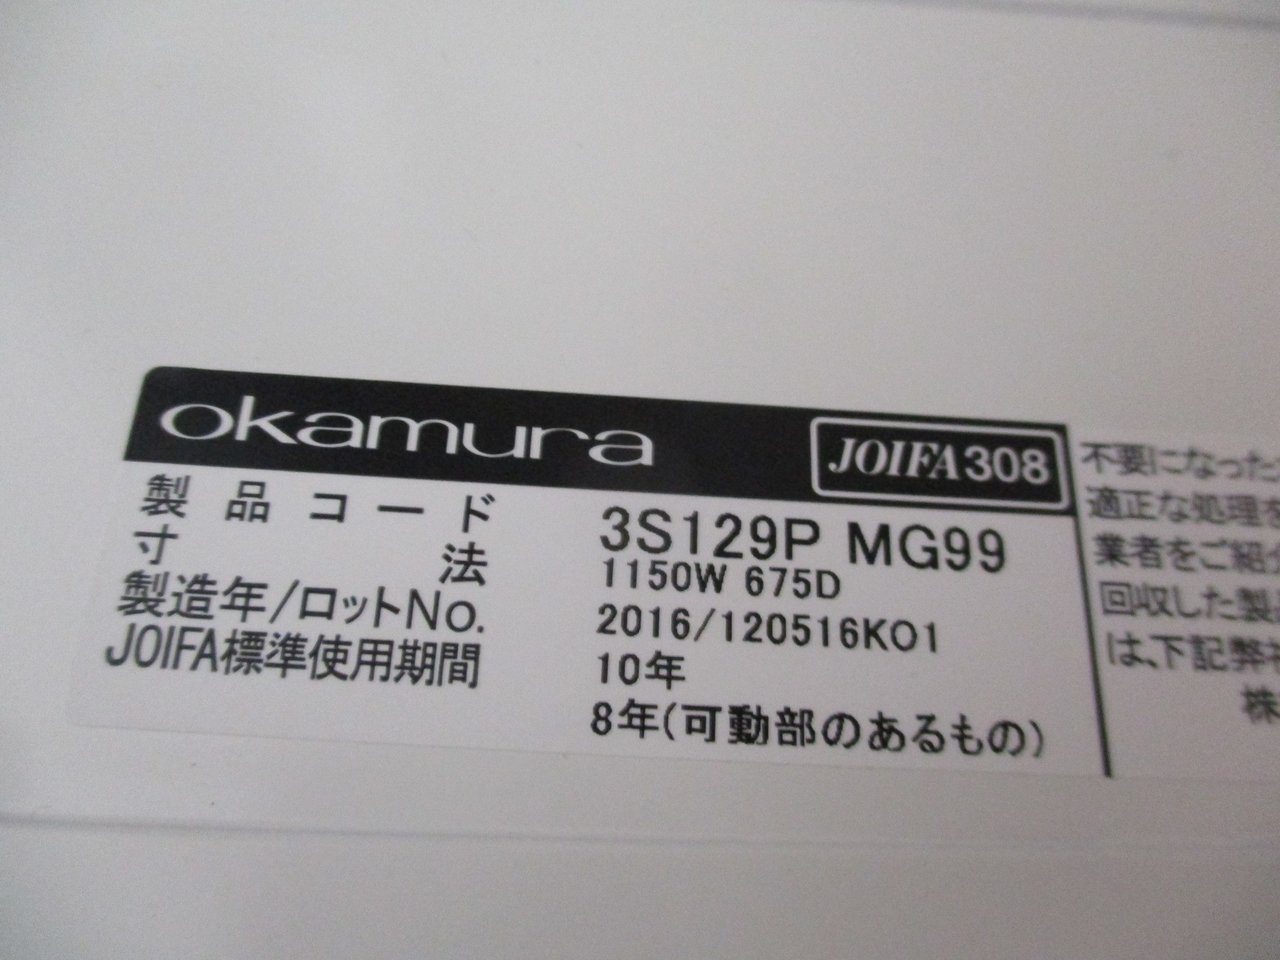 okamura
JOIFA308
製品コード 3S129P MG99
寸法 1150W 675D
製造年/ロットNo. 2016/120516K01
JOIFA標準使用期間 10年
8年(可動部のあるもの)
不要になった
適正な処理を
業者をご紹介
回収した製
は、下記弊社
株